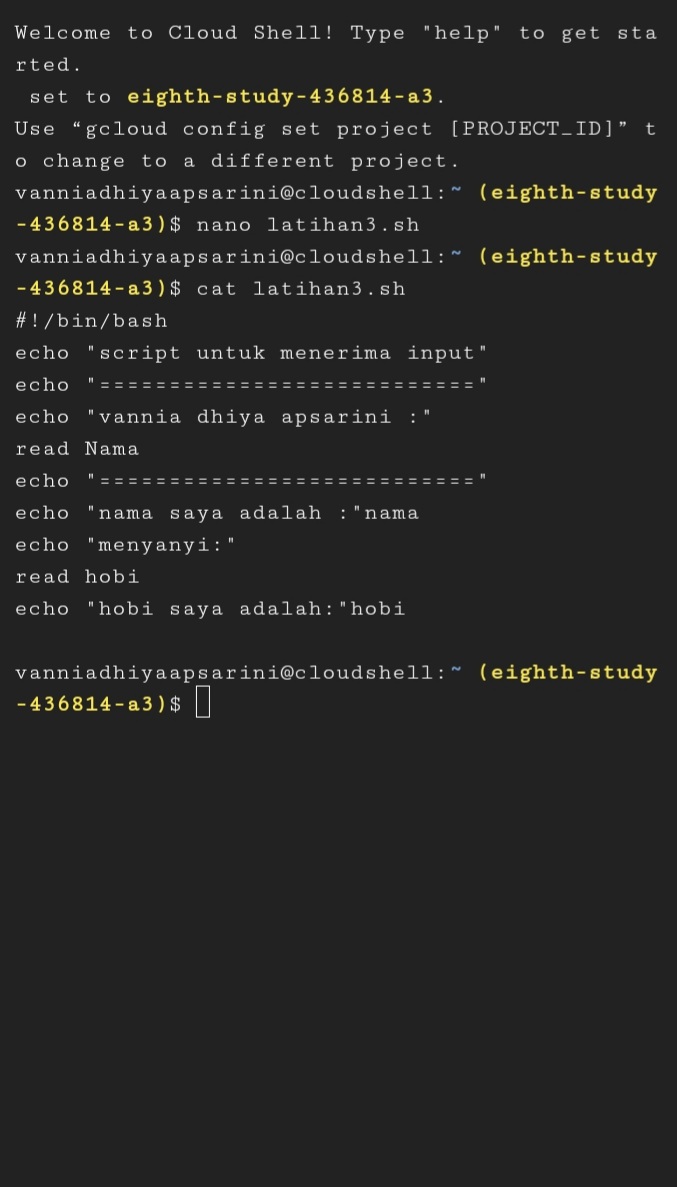 Welcome to Cloud Shell! Type "help" to get sta
rted.
 set to eighth-study-436814-a3.
Use “gcloud config set project [PROJECT_ID]” t
o change to a different project.
vanniadhiyaapsarini@cloudshell:~ (eighth-study
-436814-a3)$ nano latihan3.sh
vanniadhiyaapsarini@cloudshell:~ (eighth-study
-436814-a3)$ cat latihan3.sh
#!/bin/bash
echo "script untuk menerima input"
echo "==========================="
echo "vannia dhiya apsarini :"
read Nama
echo "==========================="
echo "nama saya adalah :"nama
echo "menyanyi:"
read hobi
echo "hobi saya adalah:"hobi

vanniadhiyaapsarini@cloudshell:~ (eighth-study
-436814-a3)$